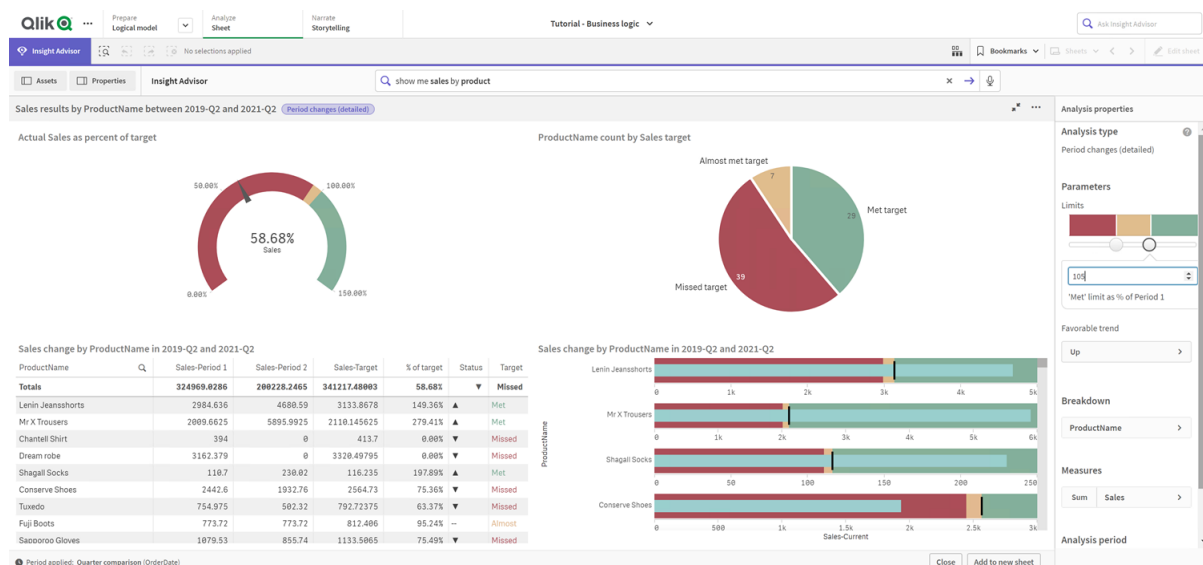 Qlik
Prepare
Logical model
Analyze
Sheet
Narrate
Storytelling
Tutorial - Business logic
Ask Insight Advisor
Insight Advisor
No selections applied
Bookmarks
Sheets
Edit sheet
Assets
Properties
Insight Advisor
show me sales by product
Sales results by ProductName between 2019-Q2 and 2021-Q2 Period changes (detailed)
Actual Sales as percent of target
50.00%
100.00%
58.68%
Sales
0.00%
150.00%
ProductName count by Sales target
Almost met target
7
29
Met target
39
Missed target
Sales change by ProductName in 2019-Q2 and 2021-Q2
ProductName Sales-Period 1 Sales-Period 2 Sales-Target % of target Status Target
Totals 324969.0286 200228.2465 341217.48003 58.68% ▼ Missed
Lenin Jeansshorts 2984.636 4680.59 3133.8678 149.36% ▲ Met
Mr X Trousers 2009.6625 5895.9925 2110.145625 279.41% ▲ Met
Chantell Shirt 394 0 413.7 0.00% ▼ Missed
Dream robe 3162.379 0 3320.49795 0.00% ▼ Missed
Shagall Socks 110.7 230.02 116.235 197.89% ▲ Met
Conserve Shoes 2442.6 1932.76 2564.73 75.36% ▼ Missed
Tuxedo 754.975 502.32 792.72375 63.37% ▼ Missed
Fuji Boots 773.72 773.72 812.406 95.24% – Almost
Sapporoo Gloves 1079.53 855.74 1133.5065 75.49% ▼ Missed
Sales change by ProductName in 2019-Q2 and 2021-Q2
ProductName
Lenin Jeansshorts
0 1k 2k 3k 4k 5k
Mr X Trousers
0 1k 2k 3k 4k 5k 6k
Shagall Socks
0 50 100 150 200 250
Conserve Shoes
0 500 1k 1.5k 2k 2.5k 3k
Sales-Current
Analysis properties
Analysis type
Period changes (detailed)
Parameters
Limits
105
'Met' limit as % of Period 1
Favorable trend
Up
Breakdown
ProductName
Measures
Sum Sales
Analysis period
Period applied: Quarter comparison (OrderDate)
Close
Add to new sheet